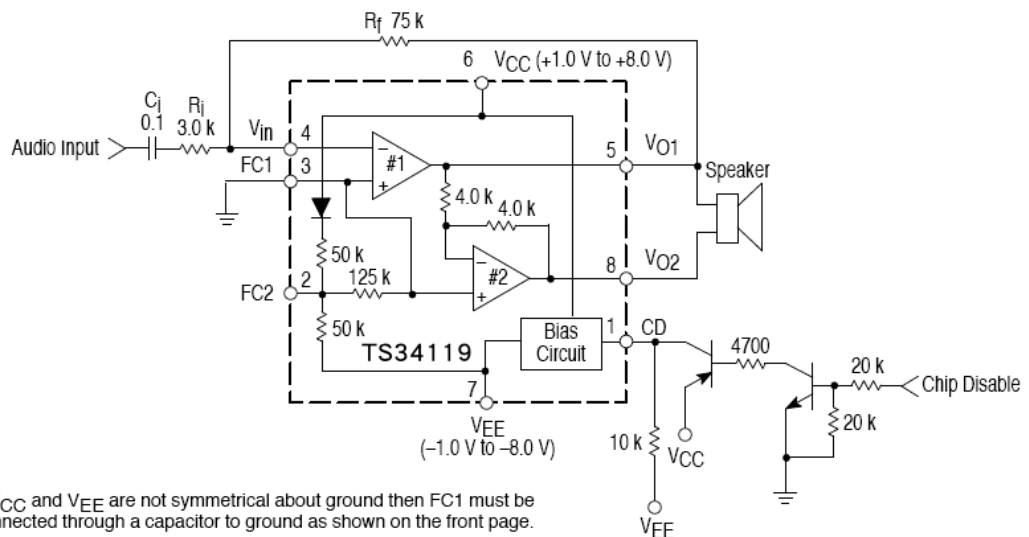 Rf 75 k
6 VCC (+1.0 V to +8.0 V)
Ci
0.1
Ri
3.0 k
Vin
4
Audio Input
FC1
3
−
#1
+
5
VO1
Speaker
4.0 k
4.0 k
50 k
2
FC2
125 k
−
#2
+
8
VO2
50 k
TS34119
Bias
Circuit
1
CD
4700
20 k
Chip Disable
20 k
7
VEE
(−1.0 V to −8.0 V)
10 k
VCC
VEE
CC and VEE are not symmetrical about ground then FC1 must be
nnected through a capacitor to ground as shown on the front page.